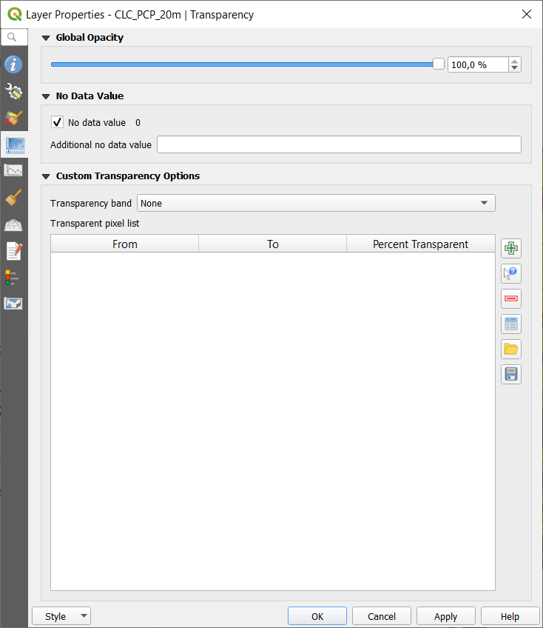 Layer Properties - CLC_PCP_20m | Transparency
Global Opacity
100,0 %
No Data Value
No data value 0
Additional no data value
Custom Transparency Options
Transparency band None
Transparent pixel list
From To Percent Transparent
Style OK Cancel Apply Help